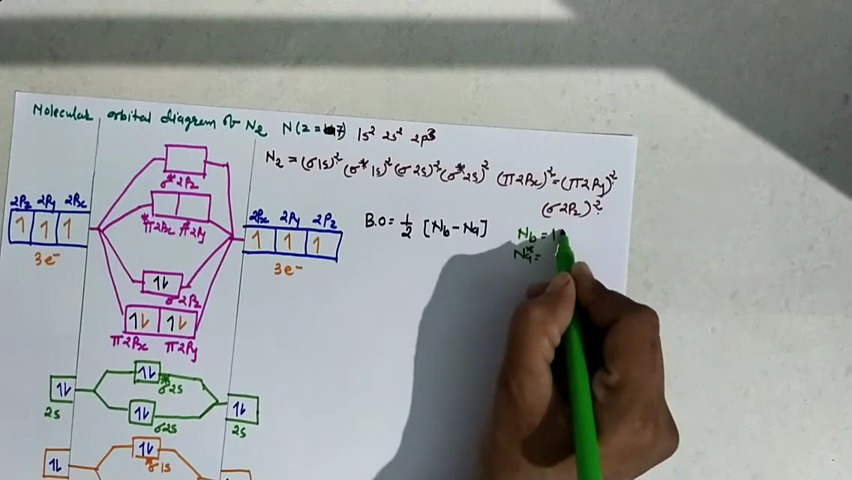 Molecular orbital diagram of N2 N(Z=7) 1s² 2s² 2p³
N2 = (σ1s)² (σ*1s)² (σ2s)² (σ*2s)² (π2Px)² = (π2Py)²
(σ2Pz)²
B.O = 1/2 [Nb - Na]
Nb = 1
Na =
σ*2Pz
2Pz 2Py 2Px
1 1 1
3e-
π*2Px π*2Py
2Px 2Py 2Pz
1 1 1
3e-
1l
σ2Pz
1l 1l
π2Px π2Py
1l
σ*2s
1l
2s
1l
σ2s
1l
2s
1l
σ*1s
1l